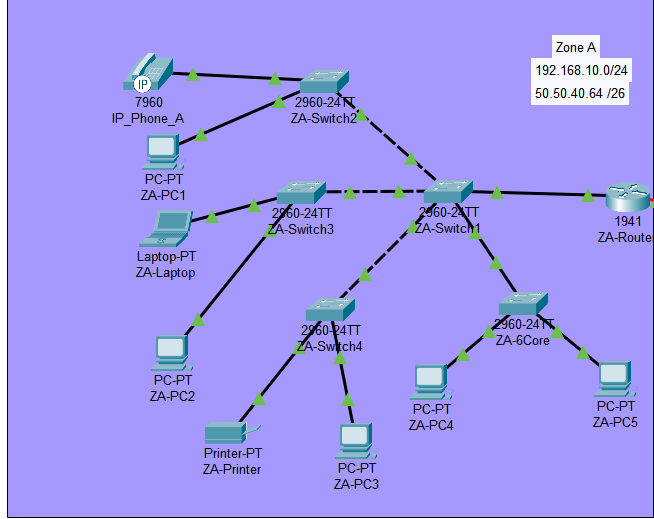 Zone A
192.168.10.0/24
50.50.40.64 /26
IP
7960
IP_Phone_A
2960-24TT
ZA-Switch2
PC-PT
ZA-PC1
2960-24TT
ZA-Switch3
2960-24TT
ZA-Switch1
1941
ZA-Router
Laptop-PT
ZA-Laptop
2960-24TT
ZA-Switch4
2960-24TT
ZA-6Core
PC-PT
ZA-PC2
PC-PT
ZA-PC4
PC-PT
ZA-PC5
Printer-PT
ZA-Printer
PC-PT
ZA-PC3